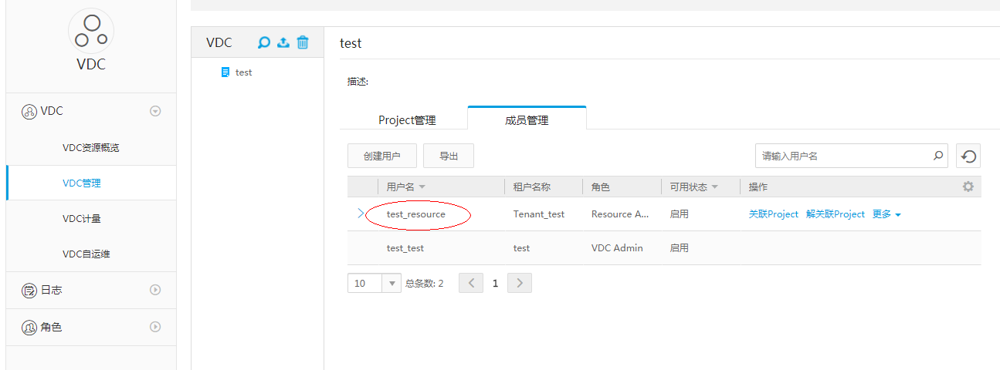 VDC
VDC
VDC资源概览
VDC管理
VDC计量
VDC自运维
日志
角色
VDC
test
test
描述:
Project管理 成员管理
创建用户 导出 请输入用户名
用户名 租户名称 角色 可用状态 操作
test_resource Tenant_test Resource A... 启用 关联Project 解关联Project 更多
test_test test VDC Admin 启用
10 总条数: 2 1